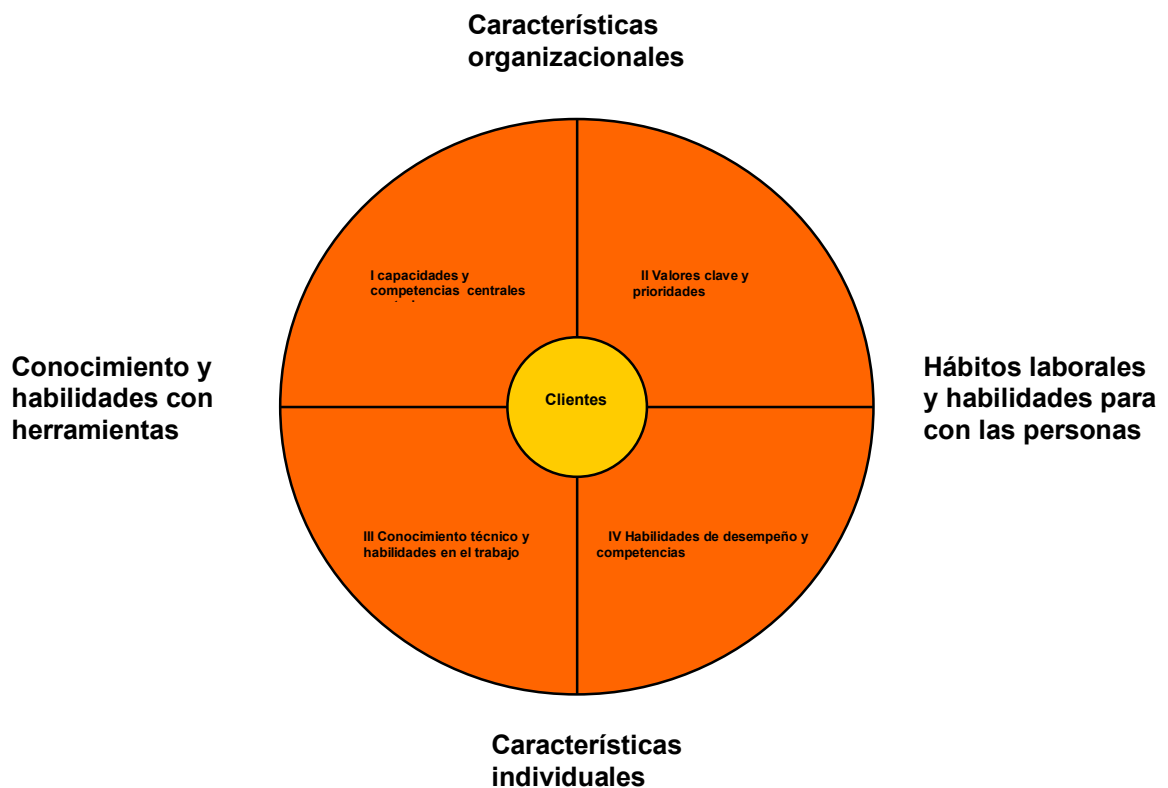 Características
organizacionales
I capacidades y
competencias centrales
II Valores clave y
prioridades
Conocimiento y
habilidades con
herramientas
Clientes
Hábitos laborales
y habilidades para
con las personas
III Conocimiento técnico y
habilidades en el trabajo
IV Habilidades de desempeño y
competencias
Características
individuales